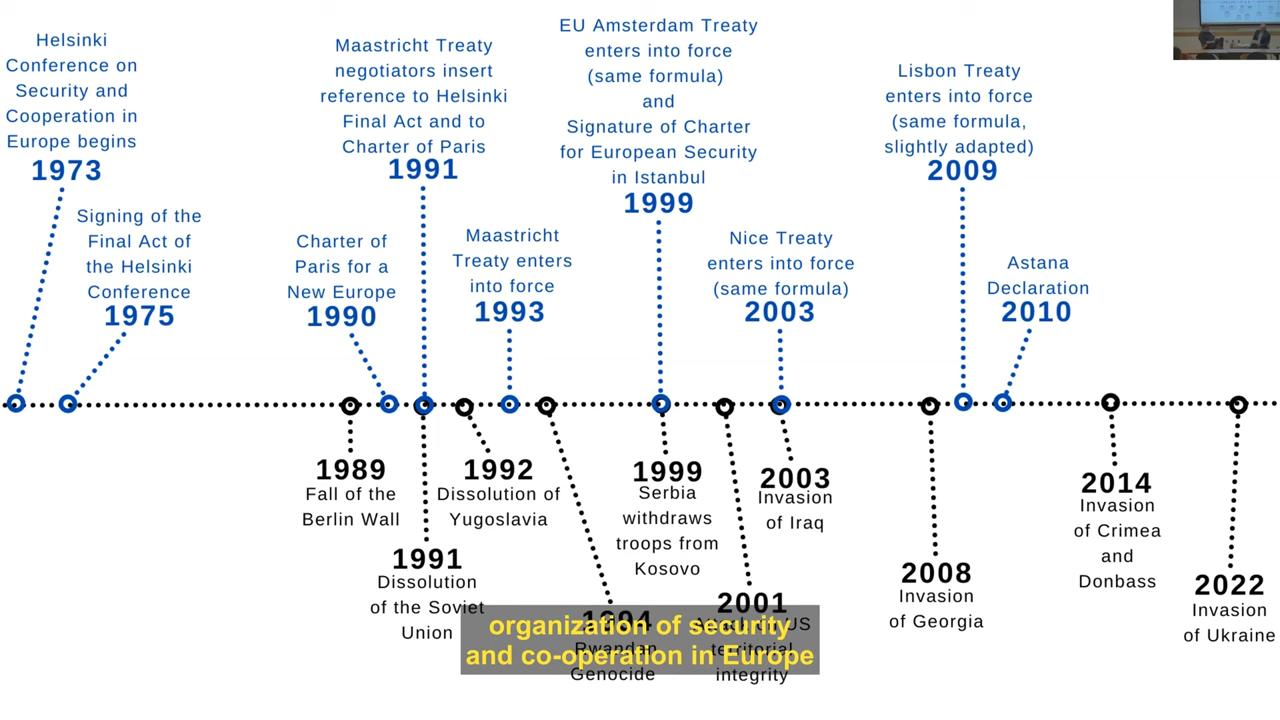 Helsinki
Conference on
Security and
Cooperation in
Europe begins
1973
Signing of the
Final Act of
the Helsinki
Conference
1975
Charter of
Paris for a
New Europe
1990
Maastricht Treaty
negotiators insert
reference to Helsinki
Final Act and to
Charter of Paris
1991
Maastricht
Treaty enters
into force
1993
EU Amsterdam Treaty
enters into force
(same formula)
and
Signature of Charter
for European Security
in Istanbul
1999
Nice Treaty
enters into force
(same formula)
2003
Lisbon Treaty
enters into force
(same formula,
slightly adapted)
2009
Astana
Declaration
2010
1989
Fall of the
Berlin Wall
1991
Dissolution
of the Soviet
Union
1992
Dissolution of
Yugoslavia
1994
Rwandan
Genocide
1999
Serbia
withdraws
troops from
Kosovo
2001
US
territorial
integrity
2003
Invasion
of Iraq
2008
Invasion
of Georgia
2014
Invasion
of Crimea
and
Donbass
2022
Invasion
of Ukraine
organization of security
and co-operation in Europe